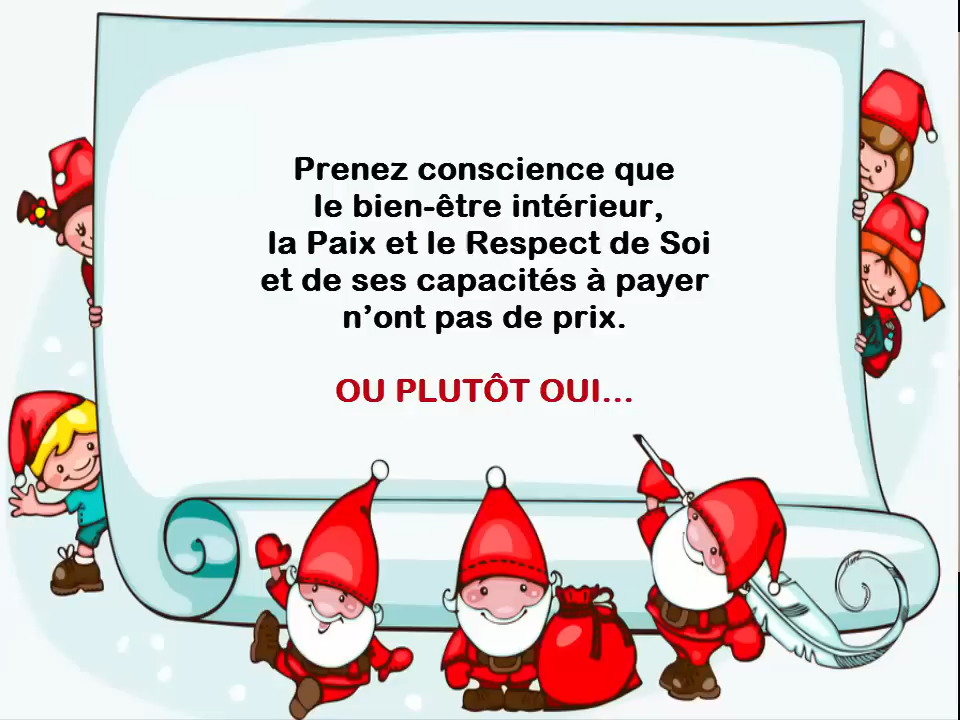 Prenez conscience que
le bien-être intérieur,
la Paix et le Respect de Soi
et de ses capacités à payer
n’ont pas de prix.
OU PLUTÔT OUI...